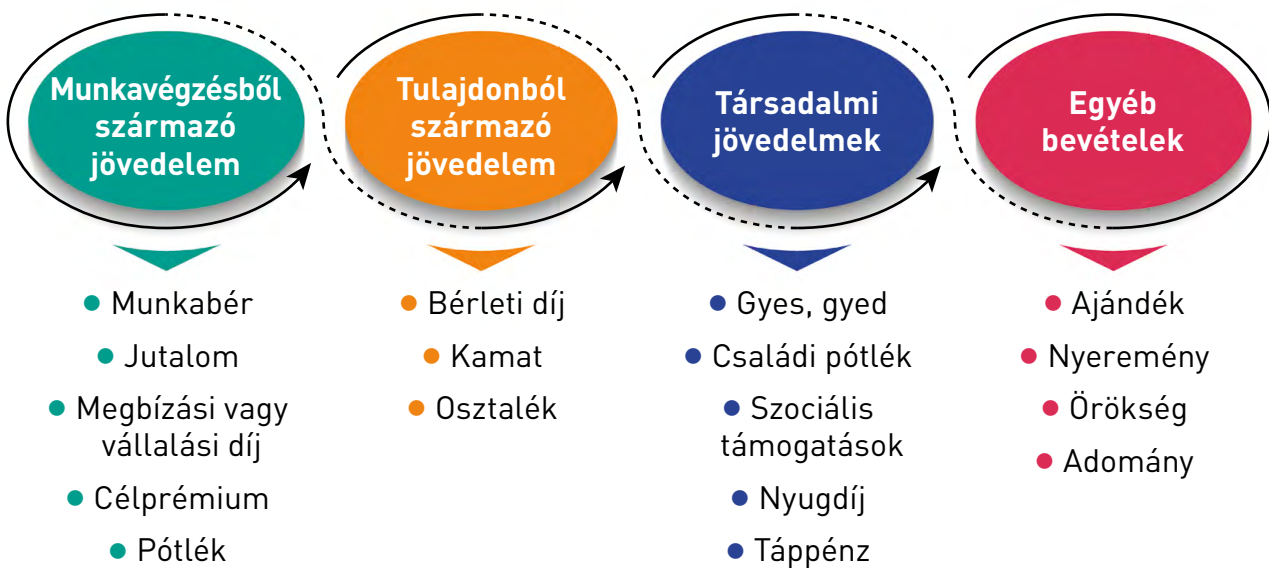 Munkavégzésből
származó
jövedelem
Tulajdonból
származó
jövedelem
Társadalmi
jövedelmek
Egyéb
bevételek
● Munkabér
● Jutalom
● Megbízási vagy
vállalási díj
● Célprémium
● Pótlék
● Bérleti díj
● Kamat
● Osztalék
● Gyes, gyed
● Családi pótlék
● Szociális
támogatások
● Nyugdíj
● Táppénz
● Ajándék
● Nyeremény
● Örökség
● Adomány